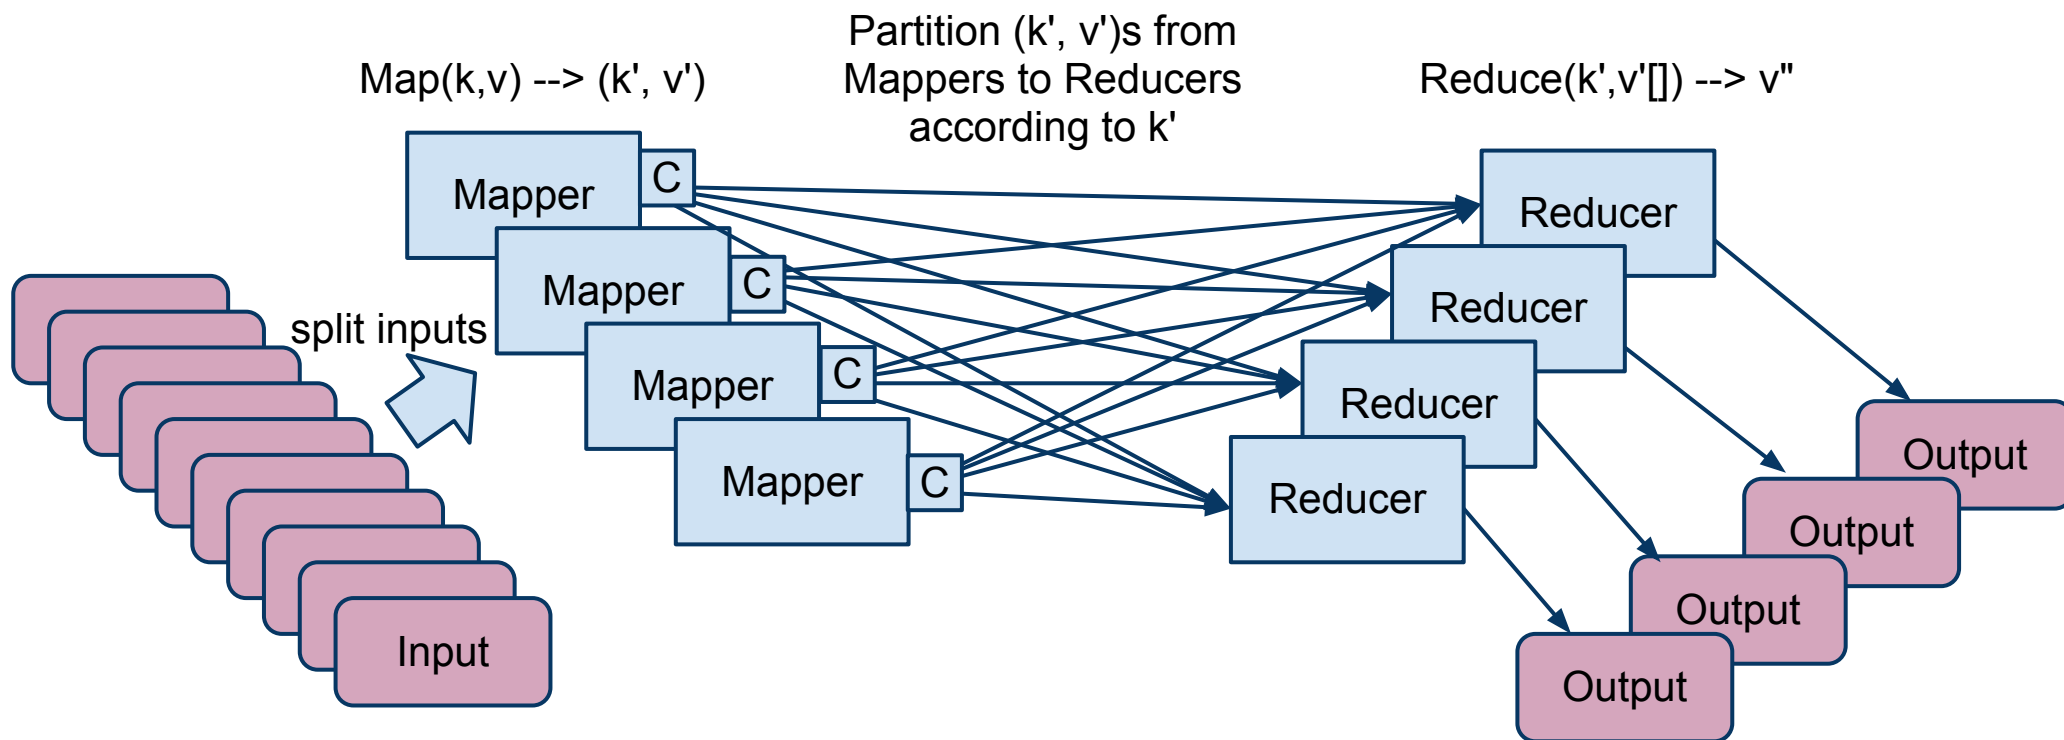 Partition (k', v')s from
Mappers to Reducers
according to k'
Map(k,v) --> (k', v')
Reduce(k',v'[]) --> v"
Mapper
C
Mapper
C
Mapper
C
Mapper
C
split inputs
Input
Reducer
Reducer
Reducer
Reducer
Output
Output
Output
Output